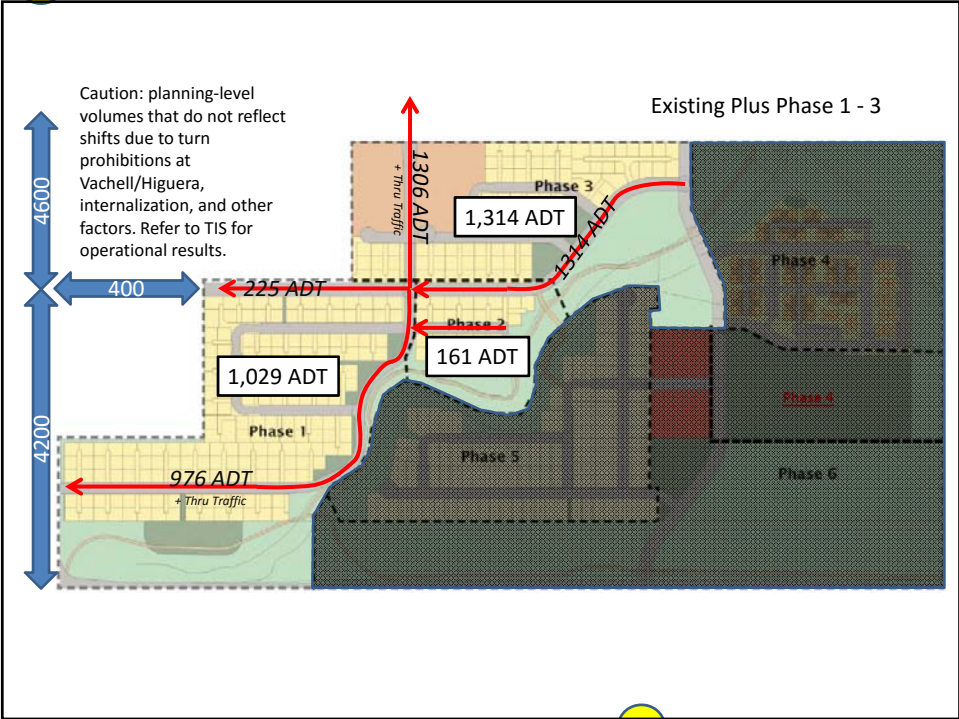 Caution: planning-level
volumes that do not reflect
shifts due to turn
prohibitions at
Vachell/Higuera,
internalization, and other
factors. Refer to TIS for
operational results.
Existing Plus Phase 1 - 3
4600
400
4200
1306 ADT
+ Thru Traffic
Phase 3
1,314 ADT
1314 ADT
225 ADT
Phase 2
161 ADT
1,029 ADT
Phase 1
976 ADT
+ Thru Traffic
Phase 4
Phase 4
Phase 5
Phase 6